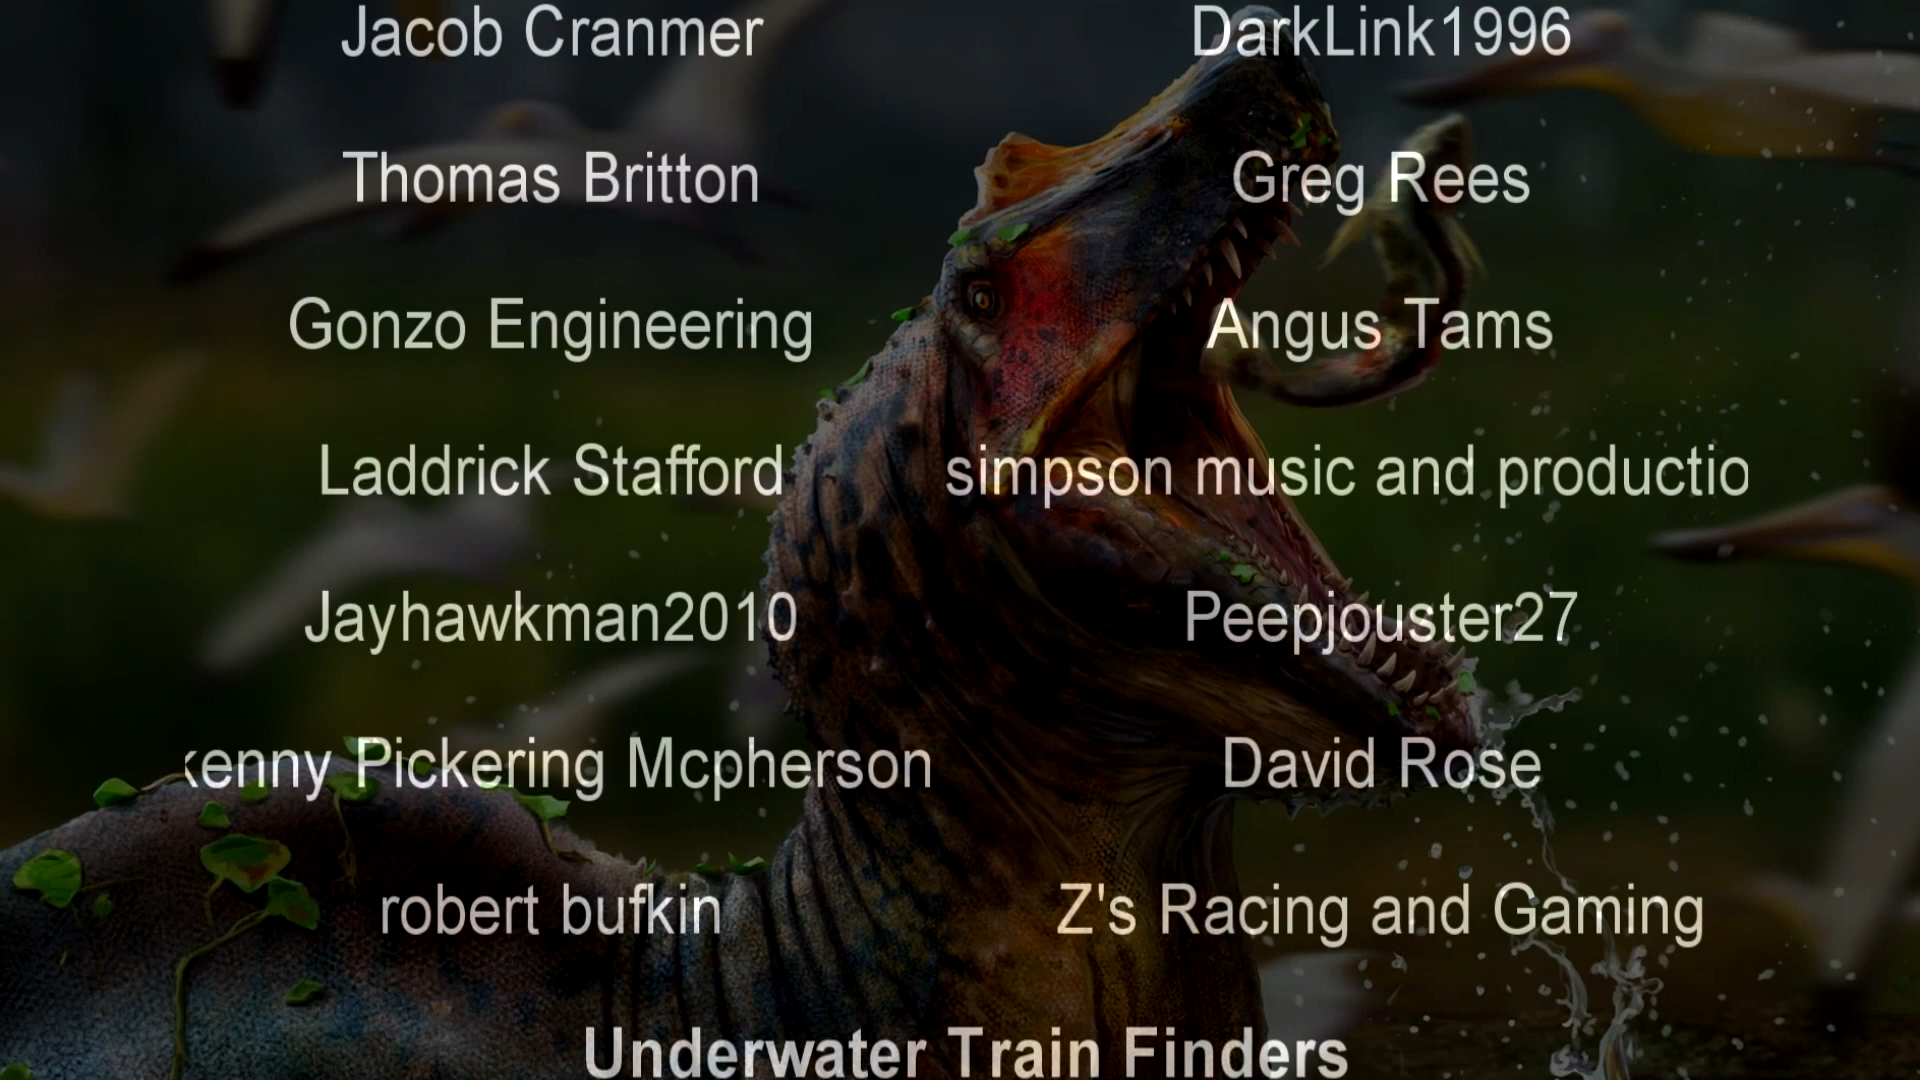 Jacob Cranmer DarkLink1996
Thomas Britton Greg Rees
Gonzo Engineering Angus Tams
Laddrick Stafford simpson music and productio
Jayhawkman2010 Peepjouster27
kenny Pickering Mcpherson David Rose
robert bufkin Z's Racing and Gaming
Underwater Train Finders